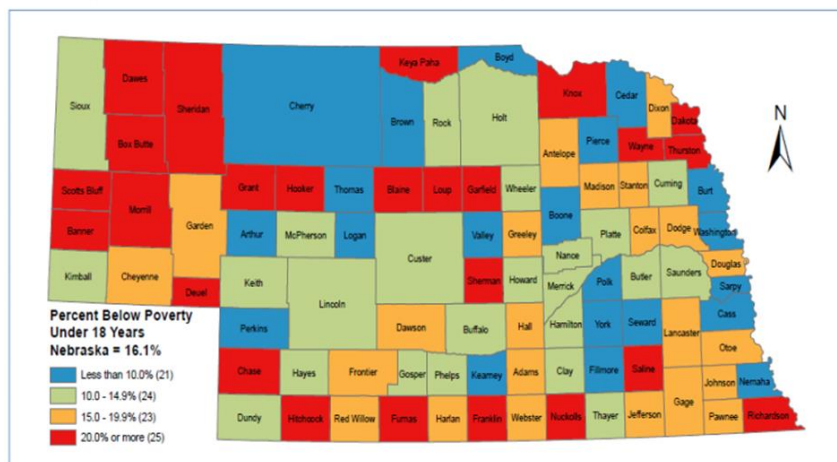 Keya Paha
Boyd
Dawes
Sioux
Sheridan
Cherry
Brown
Rock
Holt
Knox
Cedar
Dixon
Dakota
N
Box Butte
Antelope
Pierce
Wayne
Thurston
Scotts Bluff
Morrill
Garden
Grant
Hooker
Thomas
Blaine
Loup
Garfield
Wheeler
Madison
Stanton
Cuming
Burt
Banner
Arthur
McPherson
Logan
Custer
Valley
Greeley
Boone
Platte
Colfax
Dodge
Washington
Kimball
Cheyenne
Deuel
Keith
Lincoln
Sherman
Howard
Nance
Merrick
Polk
Butler
Saunders
Douglas
Sarpy
Perkins
Dawson
Buffalo
Hall
Hamilton
York
Seward
Lancaster
Cass
Otoe
Chase
Hayes
Frontier
Gosper
Phelps
Kearney
Adams
Clay
Fillmore
Saline
Johnson
Nemaha
Dundy
Hitchcock
Red Willow
Furnas
Harlan
Franklin
Webster
Nuckolls
Thayer
Jefferson
Gage
Pawnee
Richardson
Percent Below Poverty
Under 18 Years
Nebraska = 16.1%
Less than 10.0% (21)
10.0 - 14.9% (24)
15.0 - 19.9% (23)
20.0% or more (25)